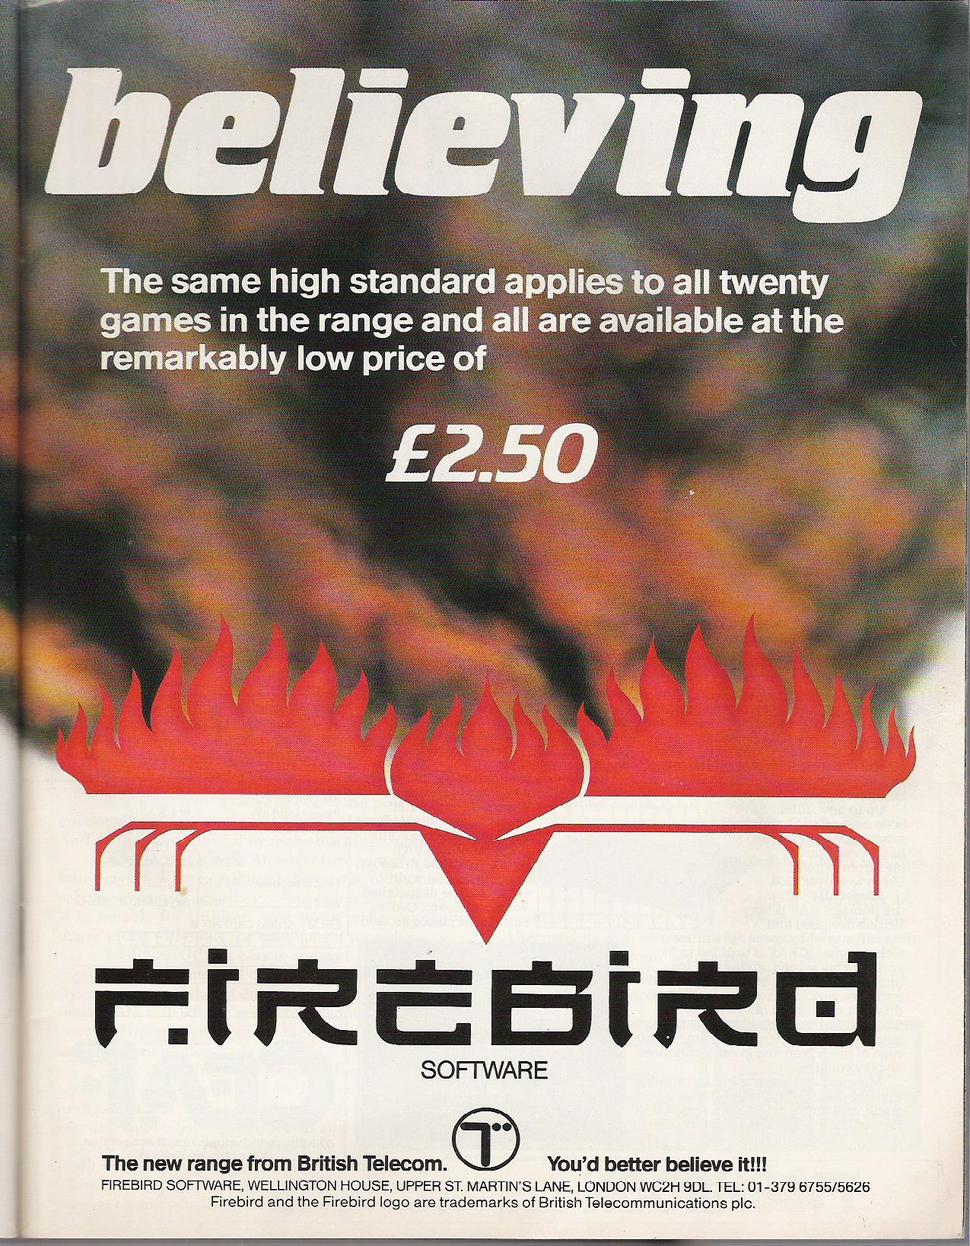 believing
The same high standard applies to all twenty
games in the range and all are available at the
remarkably low price of
£2.50
FIREBIRD
SOFTWARE
T
The new range from British Telecom. You'd better believe it!!!
FIREBIRD SOFTWARE, WELLINGTON HOUSE, UPPER ST. MARTIN'S LANE, LONDON WC2H 9DL. TEL: 01-379 6755/5626
Firebird and the Firebird logo are trademarks of British Telecommunications plc.